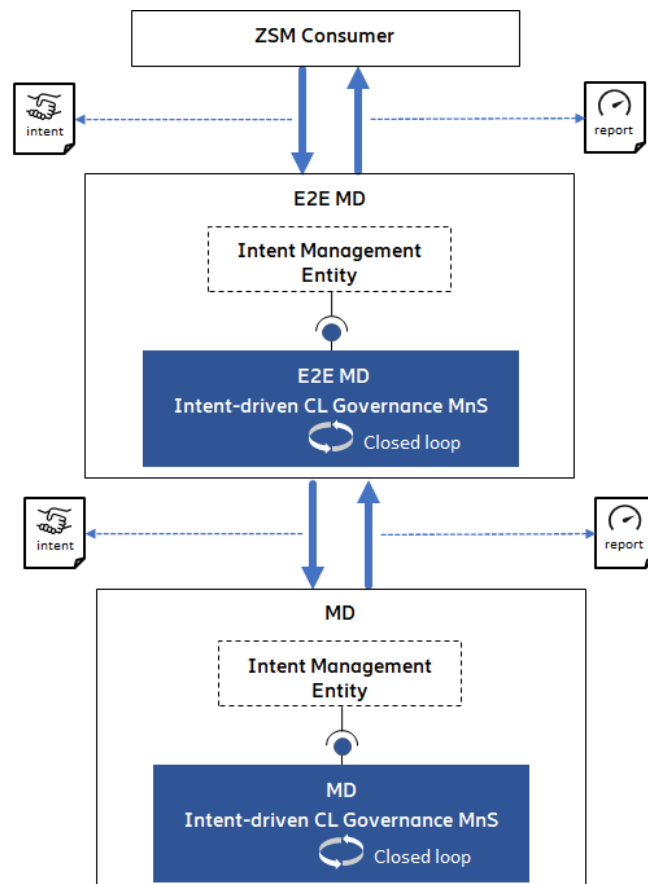 ZSM Consumer
intent
report
E2E MD
Intent Management
Entity
E2E MD
Intent-driven CL Governance MnS
Closed loop
intent
report
MD
Intent Management
Entity
MD
Intent-driven CL Governance MnS
Closed loop